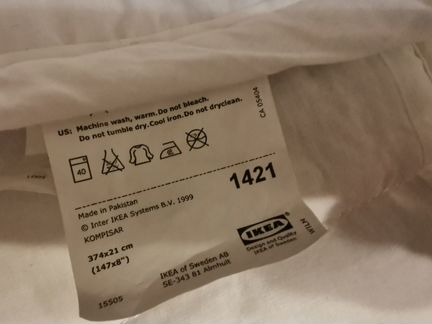 US: Machine wash, warm. Do not bleach.
Do not tumble dry. Cool iron. Do not dryclean.
CA 05404
40
1421
Made in Pakistan
© Inter IKEA Systems B.V. 1999
KOMPISAR
374x21 cm
(147x8")
IKEA
Design and Quality
IKEA of Sweden
IKEA of Sweden AB
SE-343 81 Älmhult
15505